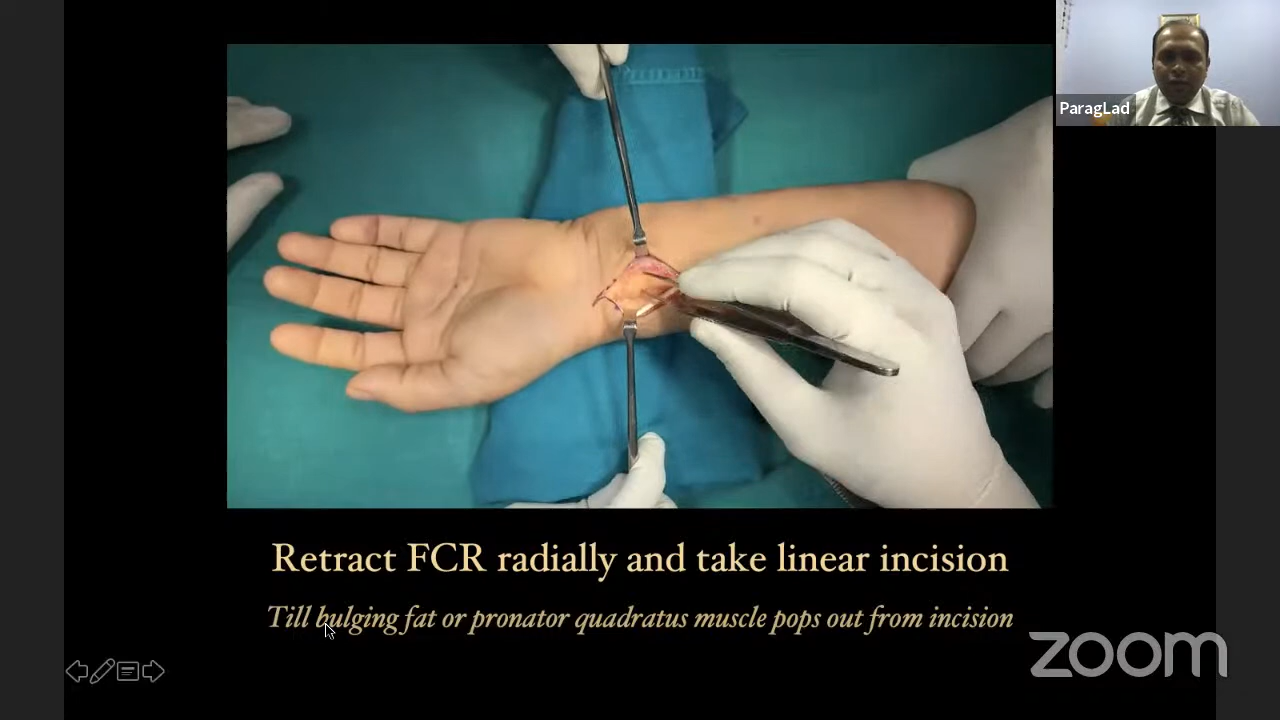 ParagLad
Retract FCR radially and take linear incision
Till bulging fat or pronator quadratus muscle pops out from incision
zoom